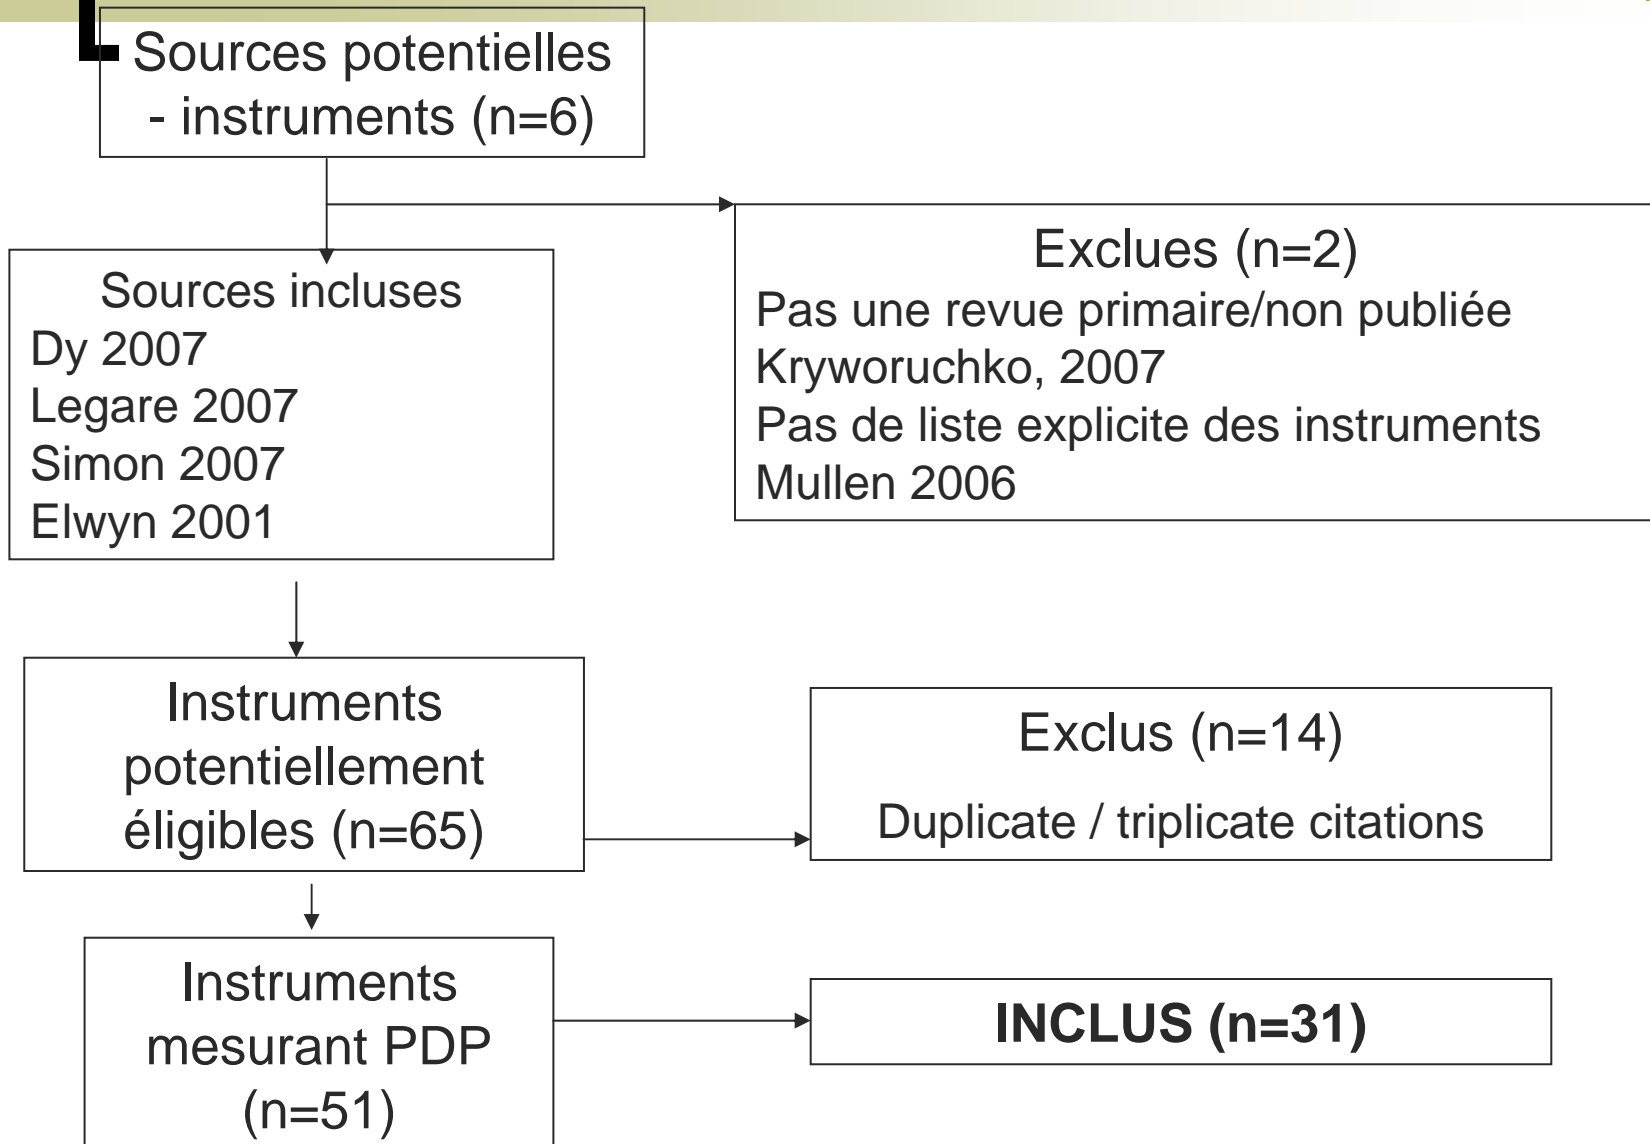 Sources potentielles
- instruments (n=6)
Exclues (n=2)
Pas une revue primaire/non publiée
Kryworuchko, 2007
Pas de liste explicite des instruments
Mullen 2006
Sources incluses
Dy 2007
Legare 2007
Simon 2007
Elwyn 2001
Instruments
potentiellement
éligibles (n=65)
Exclus (n=14)
Duplicate / triplicate citations
Instruments
mesurant PDP
(n=51)
INCLUS (n=31)